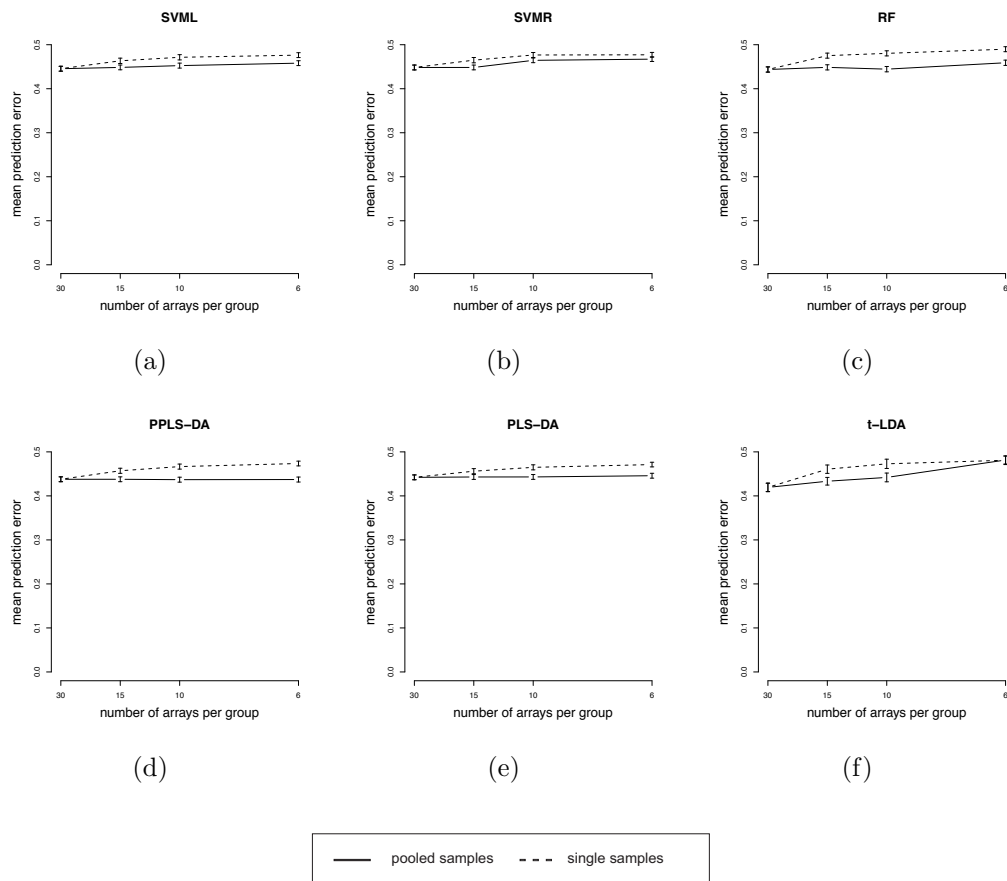 SVML
mean prediction error
0.5
0.4
0.3
0.2
0.1
0.0
30 15 10 6
number of arrays per group
(a)
SVMR
mean prediction error
0.5
0.4
0.3
0.2
0.1
0.0
30 15 10 6
number of arrays per group
(b)
RF
mean prediction error
0.5
0.4
0.3
0.2
0.1
0.0
30 15 10 6
number of arrays per group
(c)
PPLS−DA
mean prediction error
0.5
0.4
0.3
0.2
0.1
0.0
30 15 10 6
number of arrays per group
(d)
PLS−DA
mean prediction error
0.5
0.4
0.3
0.2
0.1
0.0
30 15 10 6
number of arrays per group
(e)
t−LDA
mean prediction error
0.5
0.4
0.3
0.2
0.1
0.0
30 15 10 6
number of arrays per group
(f)
pooled samples single samples